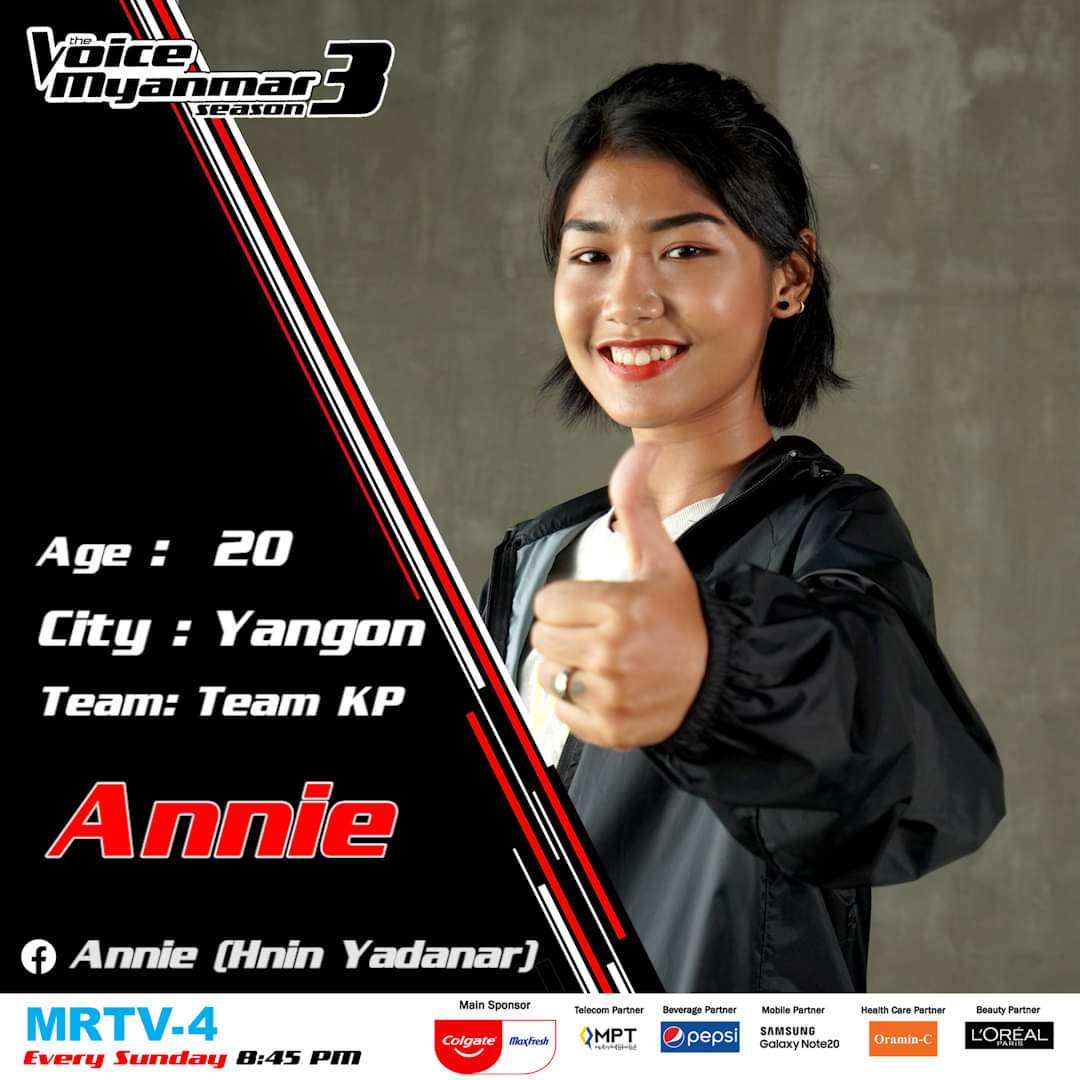 the
Voice
Myanmar
season 3
Age : 20
City : Yangon
Team: Team KP
Annie
Annie (Hnin Yadanar)
MRTV-4
Every Sunday 8:45 PM
Main Sponsor
Colgate MaxFresh
Telecom Partner
MPT
Beverage Partner
pepsi
Mobile Partner
SAMSUNG
Galaxy Note20
Health Care Partner
Oramin-C
Beauty Partner
L'ORÉAL
PARIS